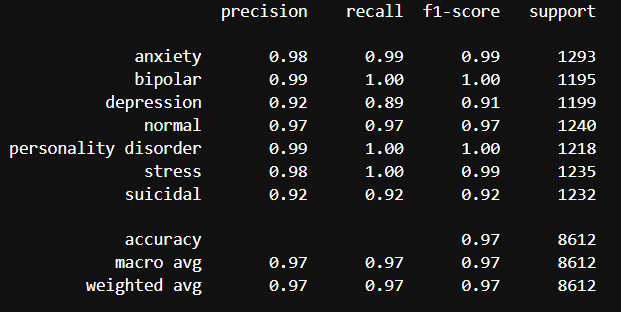 precision recall f1-score support
anxiety 0.98 0.99 0.99 1293
bipolar 0.99 1.00 1.00 1195
depression 0.92 0.89 0.91 1199
normal 0.97 0.97 0.97 1240
personality disorder 0.99 1.00 1.00 1218
stress 0.98 1.00 0.99 1235
suicidal 0.92 0.92 0.92 1232
accuracy 0.97 8612
macro avg 0.97 0.97 0.97 8612
weighted avg 0.97 0.97 0.97 8612